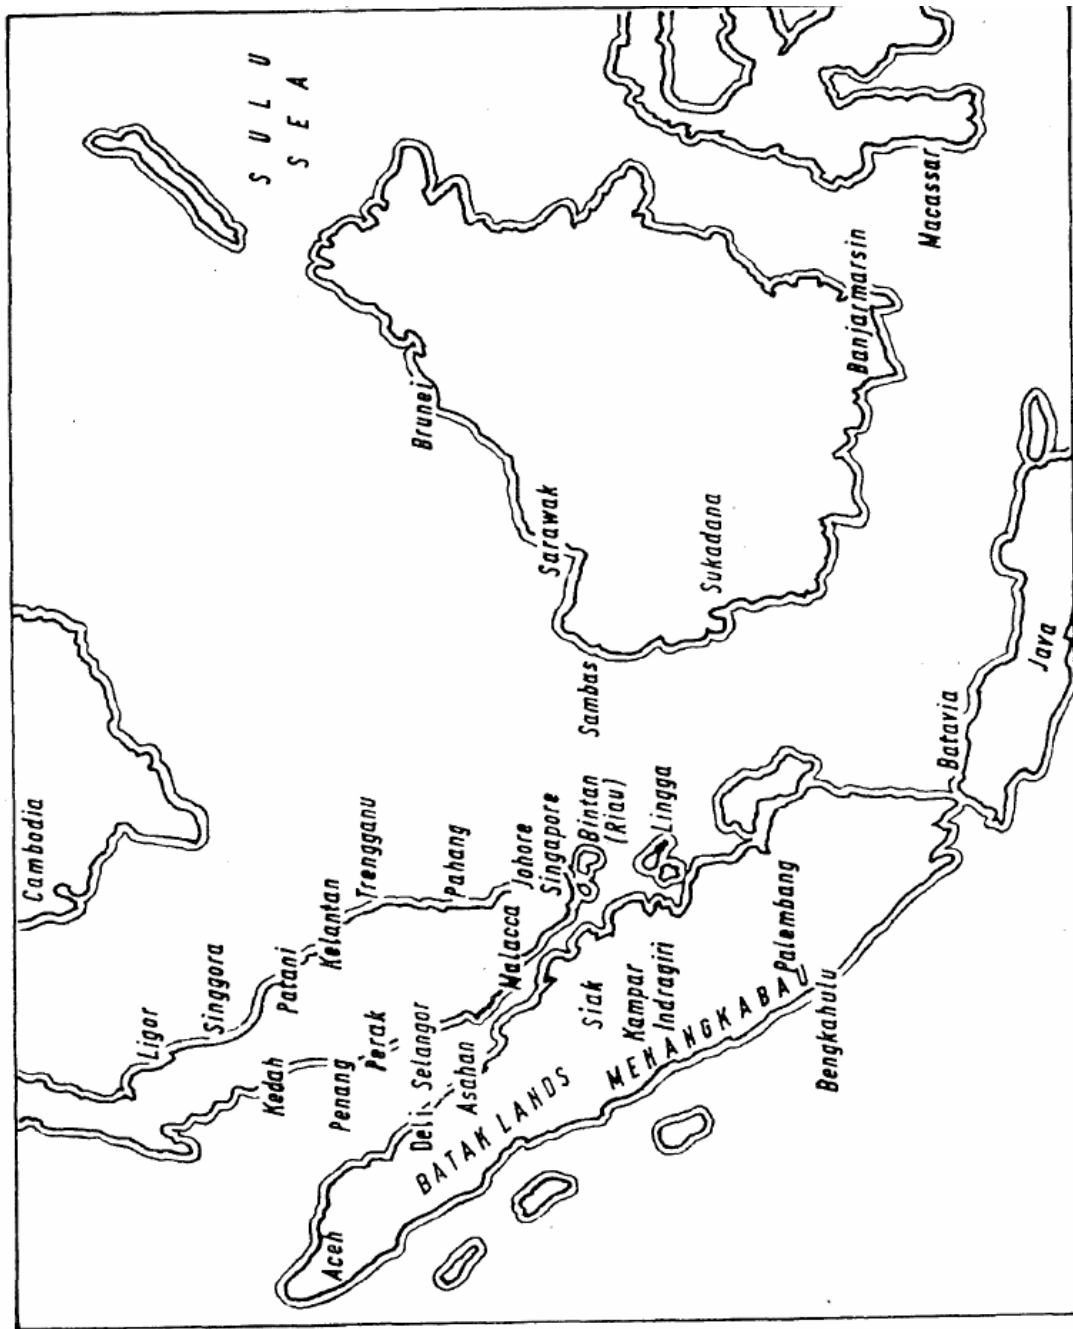 SULU
SEA
Cambodia
Ligor
Singgora
Patani
Kelantan
Trengganu
Kedah
Penang
Perak
Pahang
Brunei
Aceh
Deli
Selangor
Asahan
Malacca
Johore
Singapore
Bintan
(Riau)
Lingga
Sarawak
Sambas
Sukadana
Banjarmarsin
Macassar
BATAK LANDS
MENANGKABAU
Siak
Kampar
Indragiri
Palembang
Bengkahulu
Batavia
Java